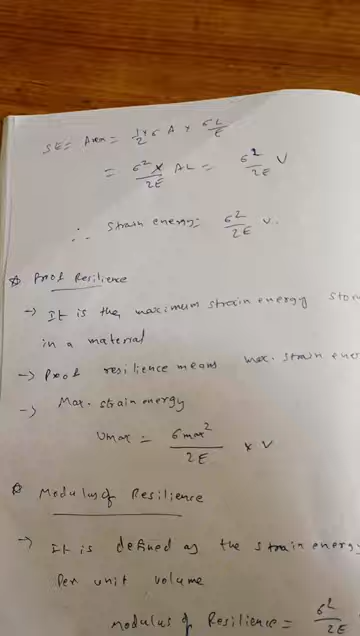 SE = Area = 1/2 × σ A × σL/E
= σ²/2E × AL = σ²/2E V
∴ strain energy = σ²/2E V.
Proof Resilience
→ It is the maximum strain energy stor
in a material
→ Proof resilience means max. strain ener
→ Max. strain energy
Umax = σmax²/2E × V
Modulus of Resilience
→ It is defined as the strain energy
per unit volume
Modulus of Resilience = σ²/2E